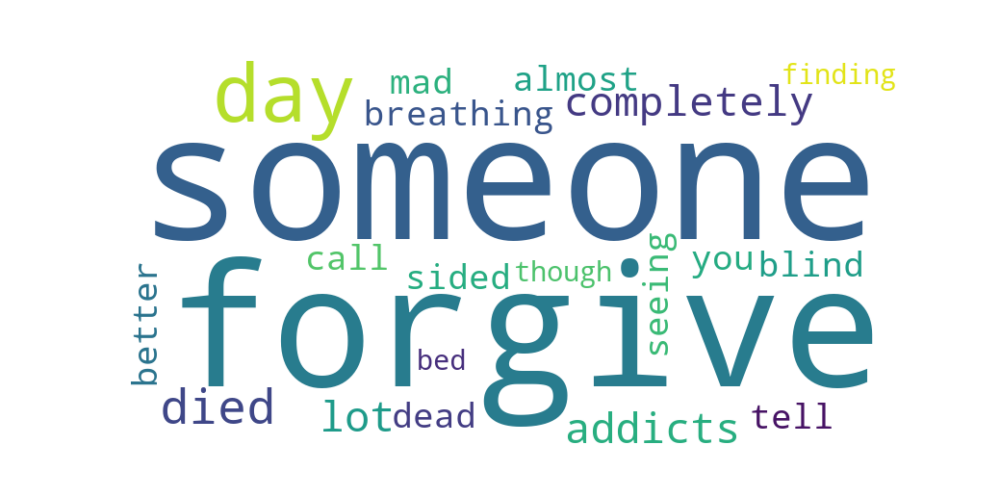 day mad almost finding
breathing completely
someone
call sided though seeing you blind
better forgive
bed
died lot dead addicts tell